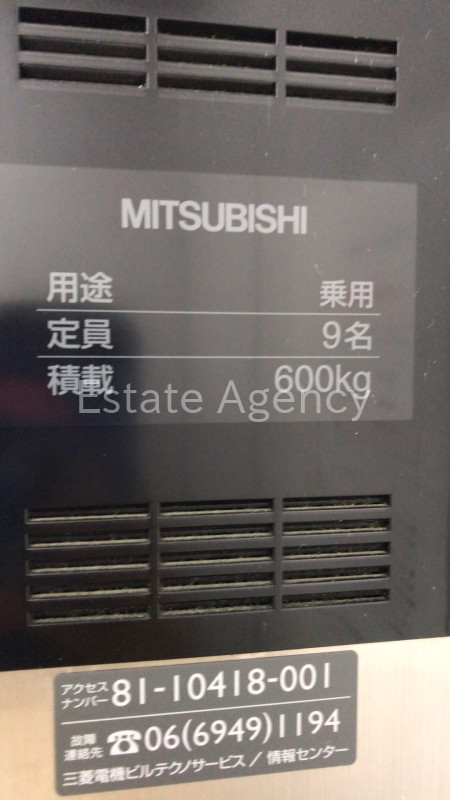 MITSUBISHI
用途 乗用
定員 9名
積載 600kg
Estate Agency
アクセス
ナンバー 81-10418-001
故障
連絡先 ☎06(6949)1194
三菱電機ビルテクノサービス / 情報センター